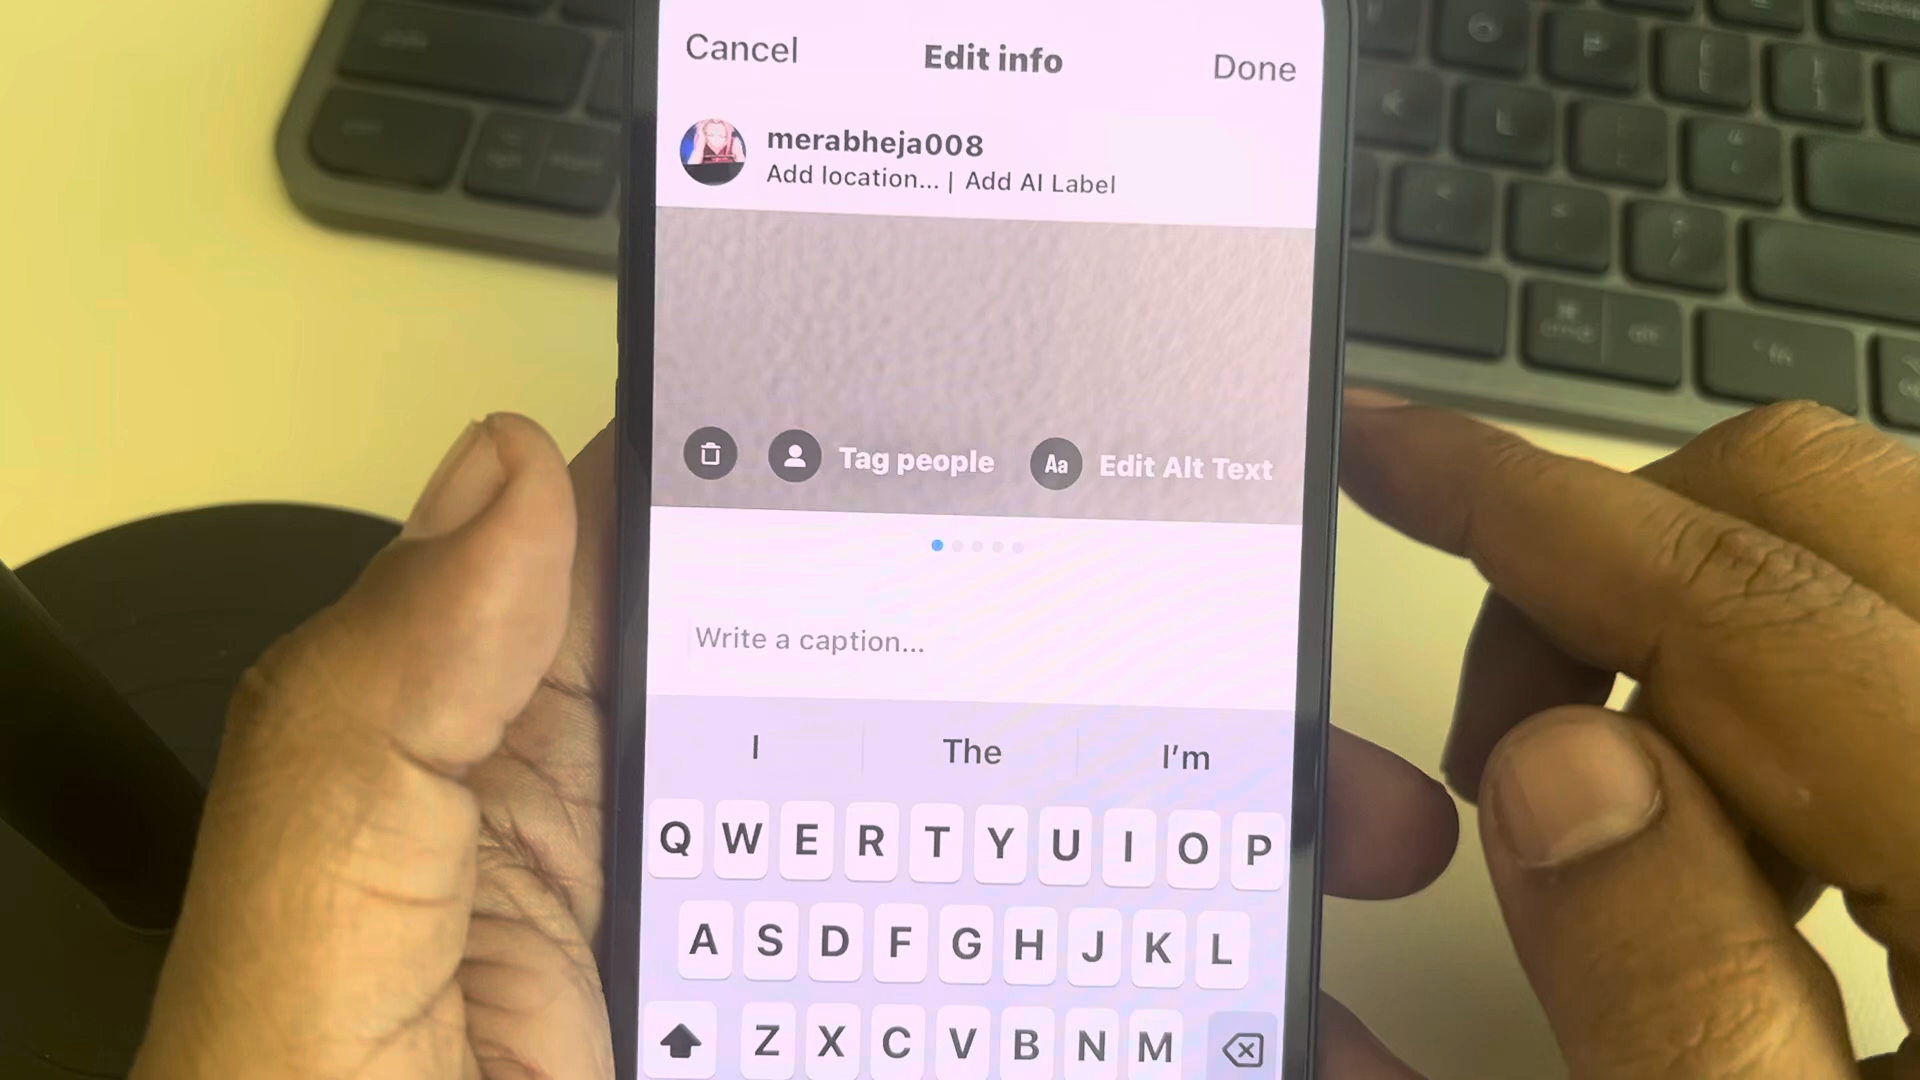 Cancel Edit info Done
merabheja008
Add location... | Add AI Label
Tag people Aa Edit Alt Text
Write a caption...
I The I'm
Q W E R T Y U I O P
A S D F G H J K L
Z X C V B N M